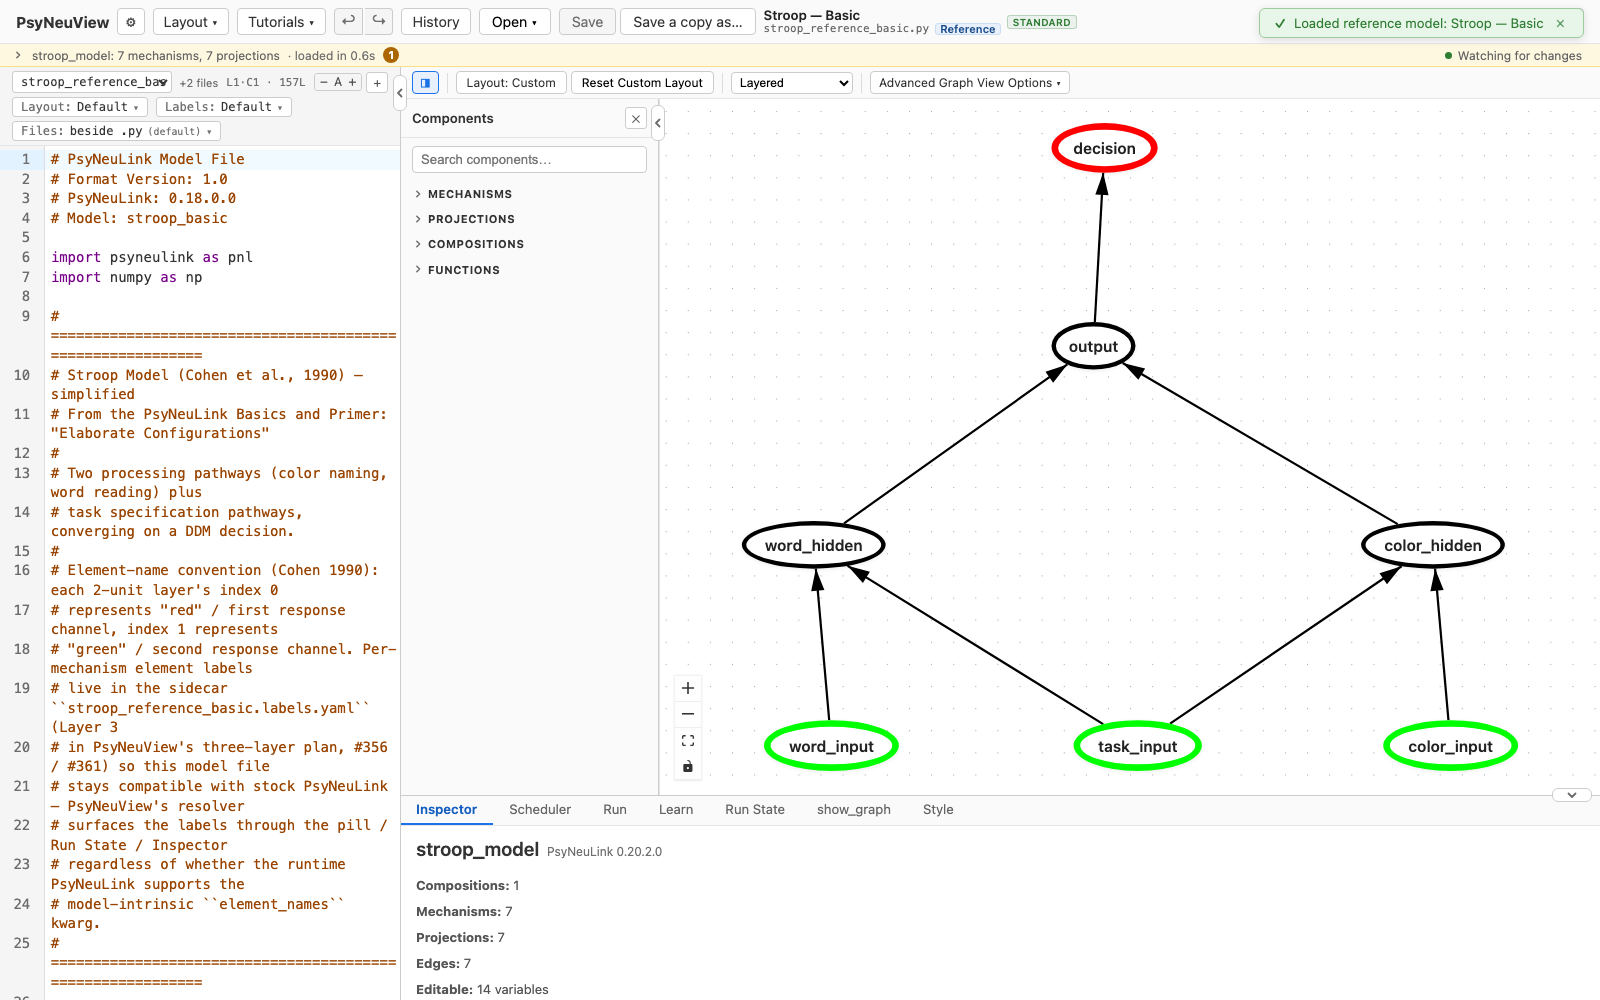 PsyNeuView
⚙
Layout ▾
Tutorials ▾
History
Open ▾
Save
Save a copy as...
Stroop — Basic
stroop_reference_basic.py Reference
STANDARD
✓ Loaded reference model: Stroop — Basic ×
stroop_model: 7 mechanisms, 7 projections · loaded in 0.6s 1
Watching for changes
+2 files L1:C1 · 157L − A + +
Layout: Default ▾
Labels: Default ▾
Files: beside .py (default) ▾
1 # PsyNeuLink Model File
2 # Format Version: 1.0
3 # PsyNeuLink: 0.18.0.0
4 # Model: stroop_basic
5
6 import psyneulink as pnl
7 import numpy as np
8
9 #
=========================================
==================
10 # Stroop Model (Cohen et al., 1990) —
simplified
11 # From the PsyNeuLink Basics and Primer:
"Elaborate Configurations"
12 #
13 # Two processing pathways (color naming,
word reading) plus
14 # task specification pathways,
converging on a DDM decision.
15 #
16 # Element-name convention (Cohen 1990):
each 2-unit layer's index 0
17 # represents "red" / first response
channel, index 1 represents
18 # "green" / second response channel. Per-
mechanism element labels
19 # live in the sidecar
``stroop_reference_basic.labels.yaml``
(Layer 3
20 # in PsyNeuView's three-layer plan, #356
/ #361) so this model file
21 # stays compatible with stock PsyNeuLink
— PsyNeuView's resolver
22 # surfaces the labels through the pill /
Run State / Inspector
23 # regardless of whether the runtime
PsyNeuLink supports the
24 # model-intrinsic ``element_names``
kwarg.
25 #
=========================================
==================
Layout: Custom
Reset Custom Layout
Layered
Advanced Graph View Options ▾
Components
×
Search components…
MECHANISMS
PROJECTIONS
COMPOSITIONS
FUNCTIONS
decision
output
word_hidden
color_hidden
word_input
task_input
color_input
Inspector
Scheduler
Run
Learn
Run State
show_graph
Style
stroop_model PsyNeuLink 0.20.2.0
Compositions: 1
Mechanisms: 7
Projections: 7
Edges: 7
Editable: 14 variables